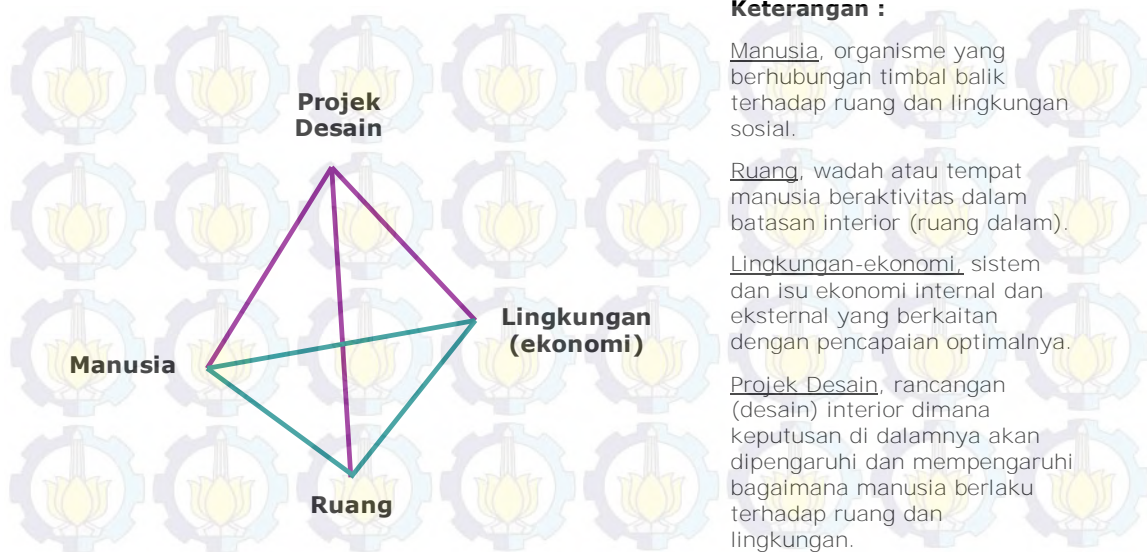 Projek
Desain
Manusia
Lingkungan
(ekonomi)
Ruang
Keterangan :
Manusia, organisme yang
berhubungan timbal balik
terhadap ruang dan lingkungan
sosial.
Ruang, wadah atau tempat
manusia beraktivitas dalam
batasan interior (ruang dalam).
Lingkungan-ekonomi, sistem
dan isu ekonomi internal dan
eksternal yang berkaitan
dengan pencapaian optimalnya.
Projek Desain, rancangan
(desain) interior dimana
keputusan di dalamnya akan
dipengaruhi dan mempengaruhi
bagaimana manusia berlaku
terhadap ruang dan
lingkungan.